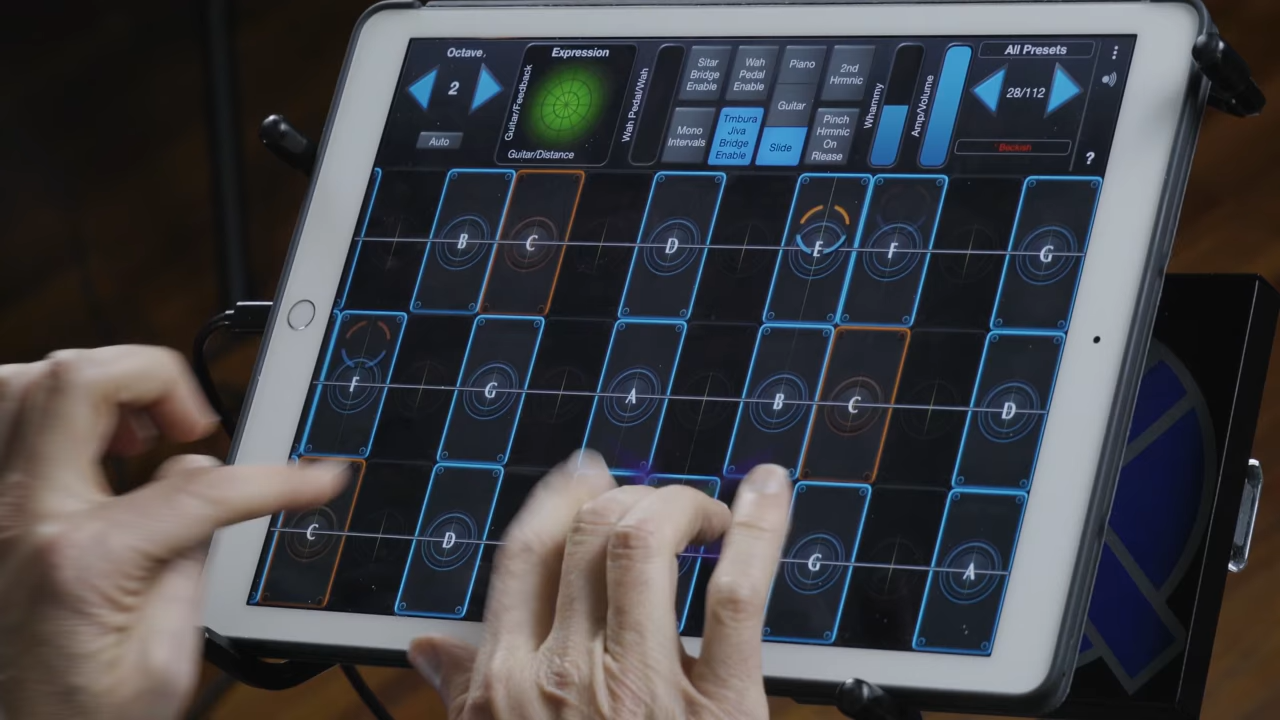 Octave
2
Auto
Expression
Guitar/Feedback
Guitar/Distance
Wah Pedal/Wah
Sitar
Bridge
Enable
Wah
Pedal
Enable
Piano
2nd
Hrmnic
Mono
Intervals
Tmbura
Jiva
Bridge
Enable
Guitar
Slide
Pinch
Hrmnic
On
Rlease
Whammy
Amp/Volume
All Presets
28/112
* Beckish
?
B C D E F G
F G A B C D
C D G A